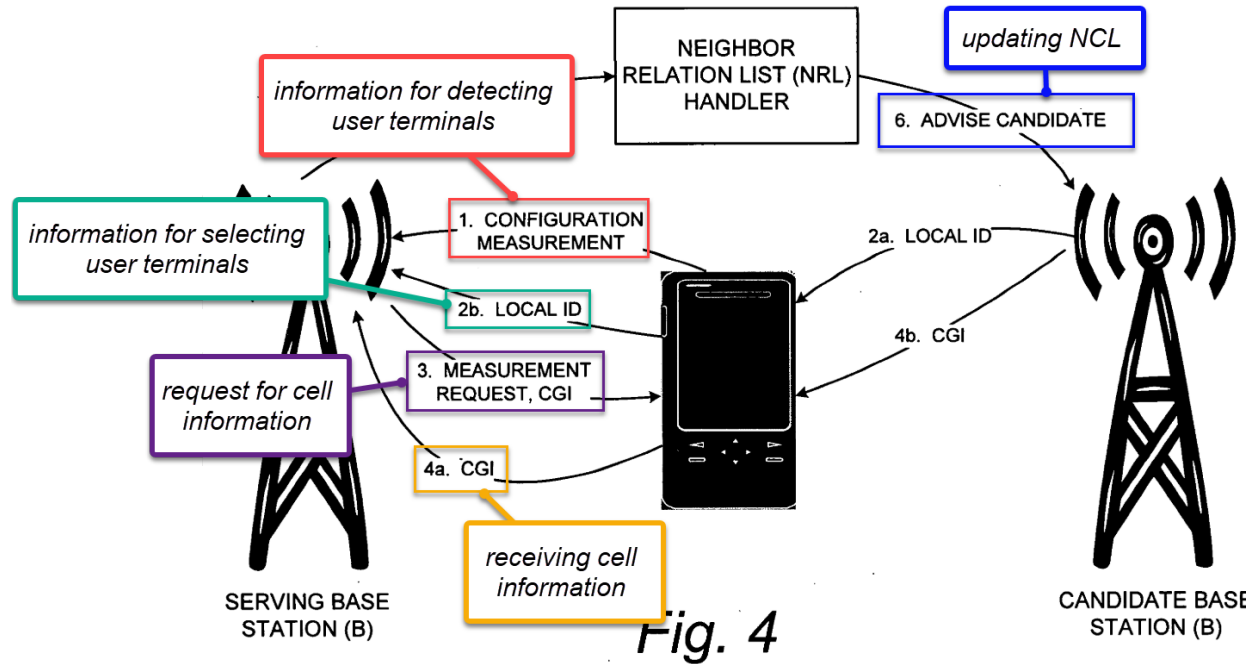 NEIGHBOR
RELATION LIST (NRL)
HANDLER
updating NCL
information for detecting
user terminals
6. ADVISE CANDIDATE
information for selecting
user terminals
1. CONFIGURATION
MEASUREMENT
2a. LOCAL ID
2b. LOCAL ID
4b. CGI
request for cell
information
3. MEASUREMENT
REQUEST, CGI
4a. CGI
receiving cell
information
SERVING BASE
STATION (B)
CANDIDATE BASE
STATION (B)
Fig. 4